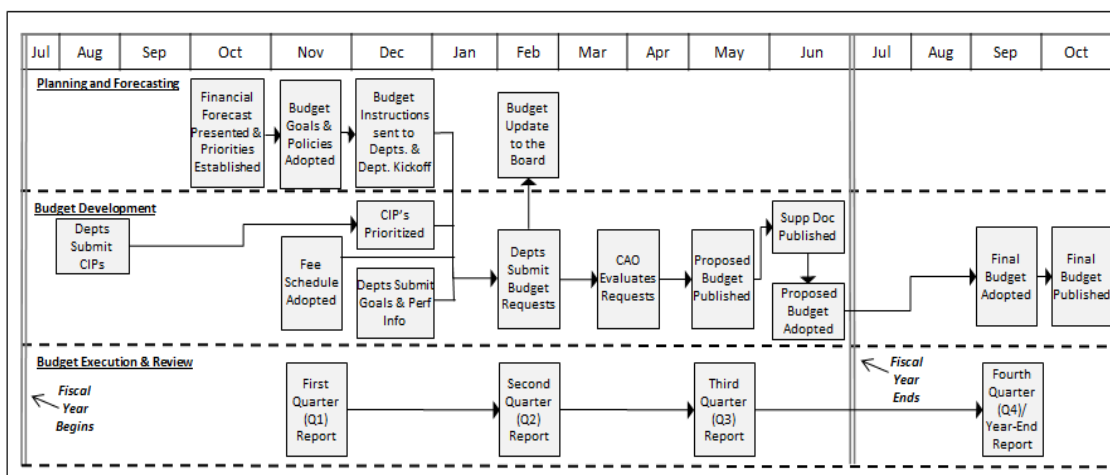 Jul Aug Sep Oct Nov Dec Jan Feb Mar Apr May Jun Jul Aug Sep Oct
Planning and Forecasting
Financial
Forecast
Presented &
Priorities
Established
Budget
Goals &
Policies
Adopted
Budget
Instructions
sent to
Depts. &
Dept. Kickoff
Budget
Update
to the
Board
Budget Development
Depts
Submit
CIPs
Fee
Schedule
Adopted
CIP's
Prioritized
Depts Submit
Goals & Perf
Info
Depts
Submit
Budget
Requests
CAO
Evaluates
Requests
Proposed
Budget
Published
Supp Doc
Published
Proposed
Budget
Adopted
Final
Budget
Adopted
Final
Budget
Published
Budget Execution & Review
Fiscal
Year
Begins
First
Quarter
(Q1)
Report
Second
Quarter
(Q2)
Report
Third
Quarter
(Q3)
Report
Fiscal
Year
Ends
Fourth
Quarter
(Q4)/
Year-End
Report